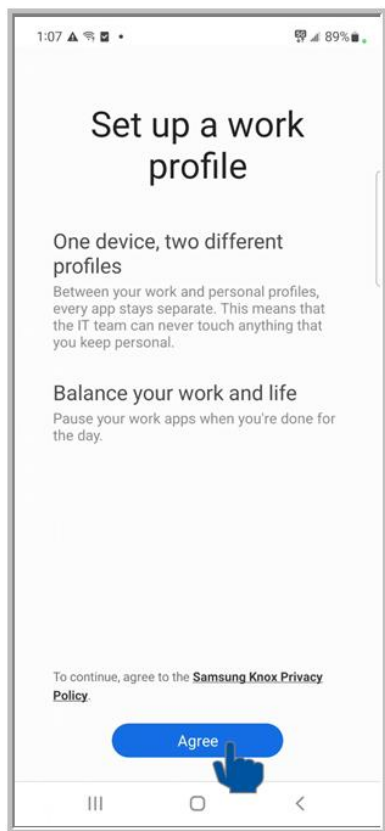 1:07 89%
Set up a work
profile
One device, two different
profiles
Between your work and personal profiles,
every app stays separate. This means that
the IT team can never touch anything that
you keep personal.
Balance your work and life
Pause your work apps when you're done for
the day.
To continue, agree to the Samsung Knox Privacy
Policy.
Agree